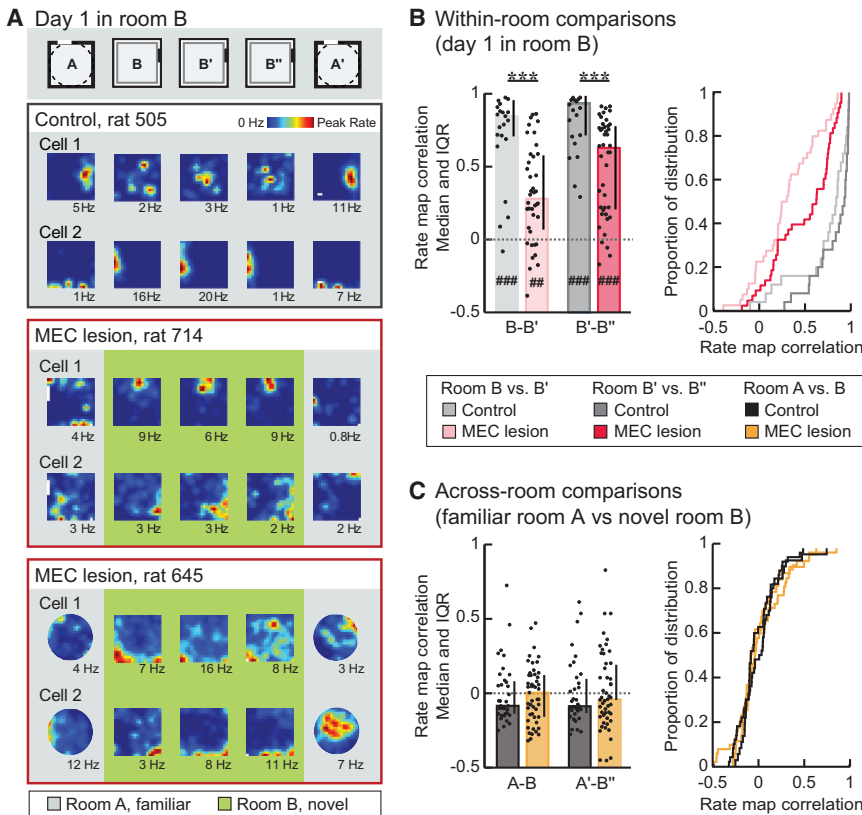 A Day 1 in room B
A B B' B" A'
Control, rat 505
0 Hz Peak Rate
Cell 1
5 Hz 2 Hz 3 Hz 1 Hz 11 Hz
Cell 2
1 Hz 16 Hz 20 Hz 1 Hz 7 Hz
MEC lesion, rat 714
Cell 1
4 Hz 9 Hz 6 Hz 9 Hz 0.8Hz
Cell 2
3 Hz 3 Hz 3 Hz 2 Hz 2 Hz
MEC lesion, rat 645
Cell 1
4 Hz 7 Hz 16 Hz 8 Hz 3 Hz
Cell 2
12 Hz 3 Hz 8 Hz 11 Hz 7 Hz
Room A, familiar Room B, novel
B Within-room comparisons
(day 1 in room B)
Rate map correlation
Median and IQR
1
0.5
0
-0.5
*** ***
### ## ### ###
B-B' B'-B"
Proportion of distribution
1
0.8
0.6
0.4
0.2
0
-0.5 0 0.5 1
Rate map correlation
Room B vs. B' Room B' vs. B" Room A vs. B
Control Control Control
MEC lesion MEC lesion MEC lesion
C Across-room comparisons
(familiar room A vs novel room B)
Rate map correlation
Median and IQR
1
0.5
0
-0.5
A-B A'-B"
Proportion of distribution
1
0.8
0.6
0.4
0.2
0
-0.5 0 0.5 1
Rate map correlation